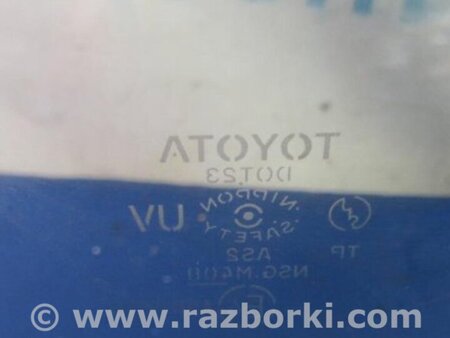 TOYOTA
DOT23
NIPPON
SAFETY
UV
AS2
TP
© www.razborki.com